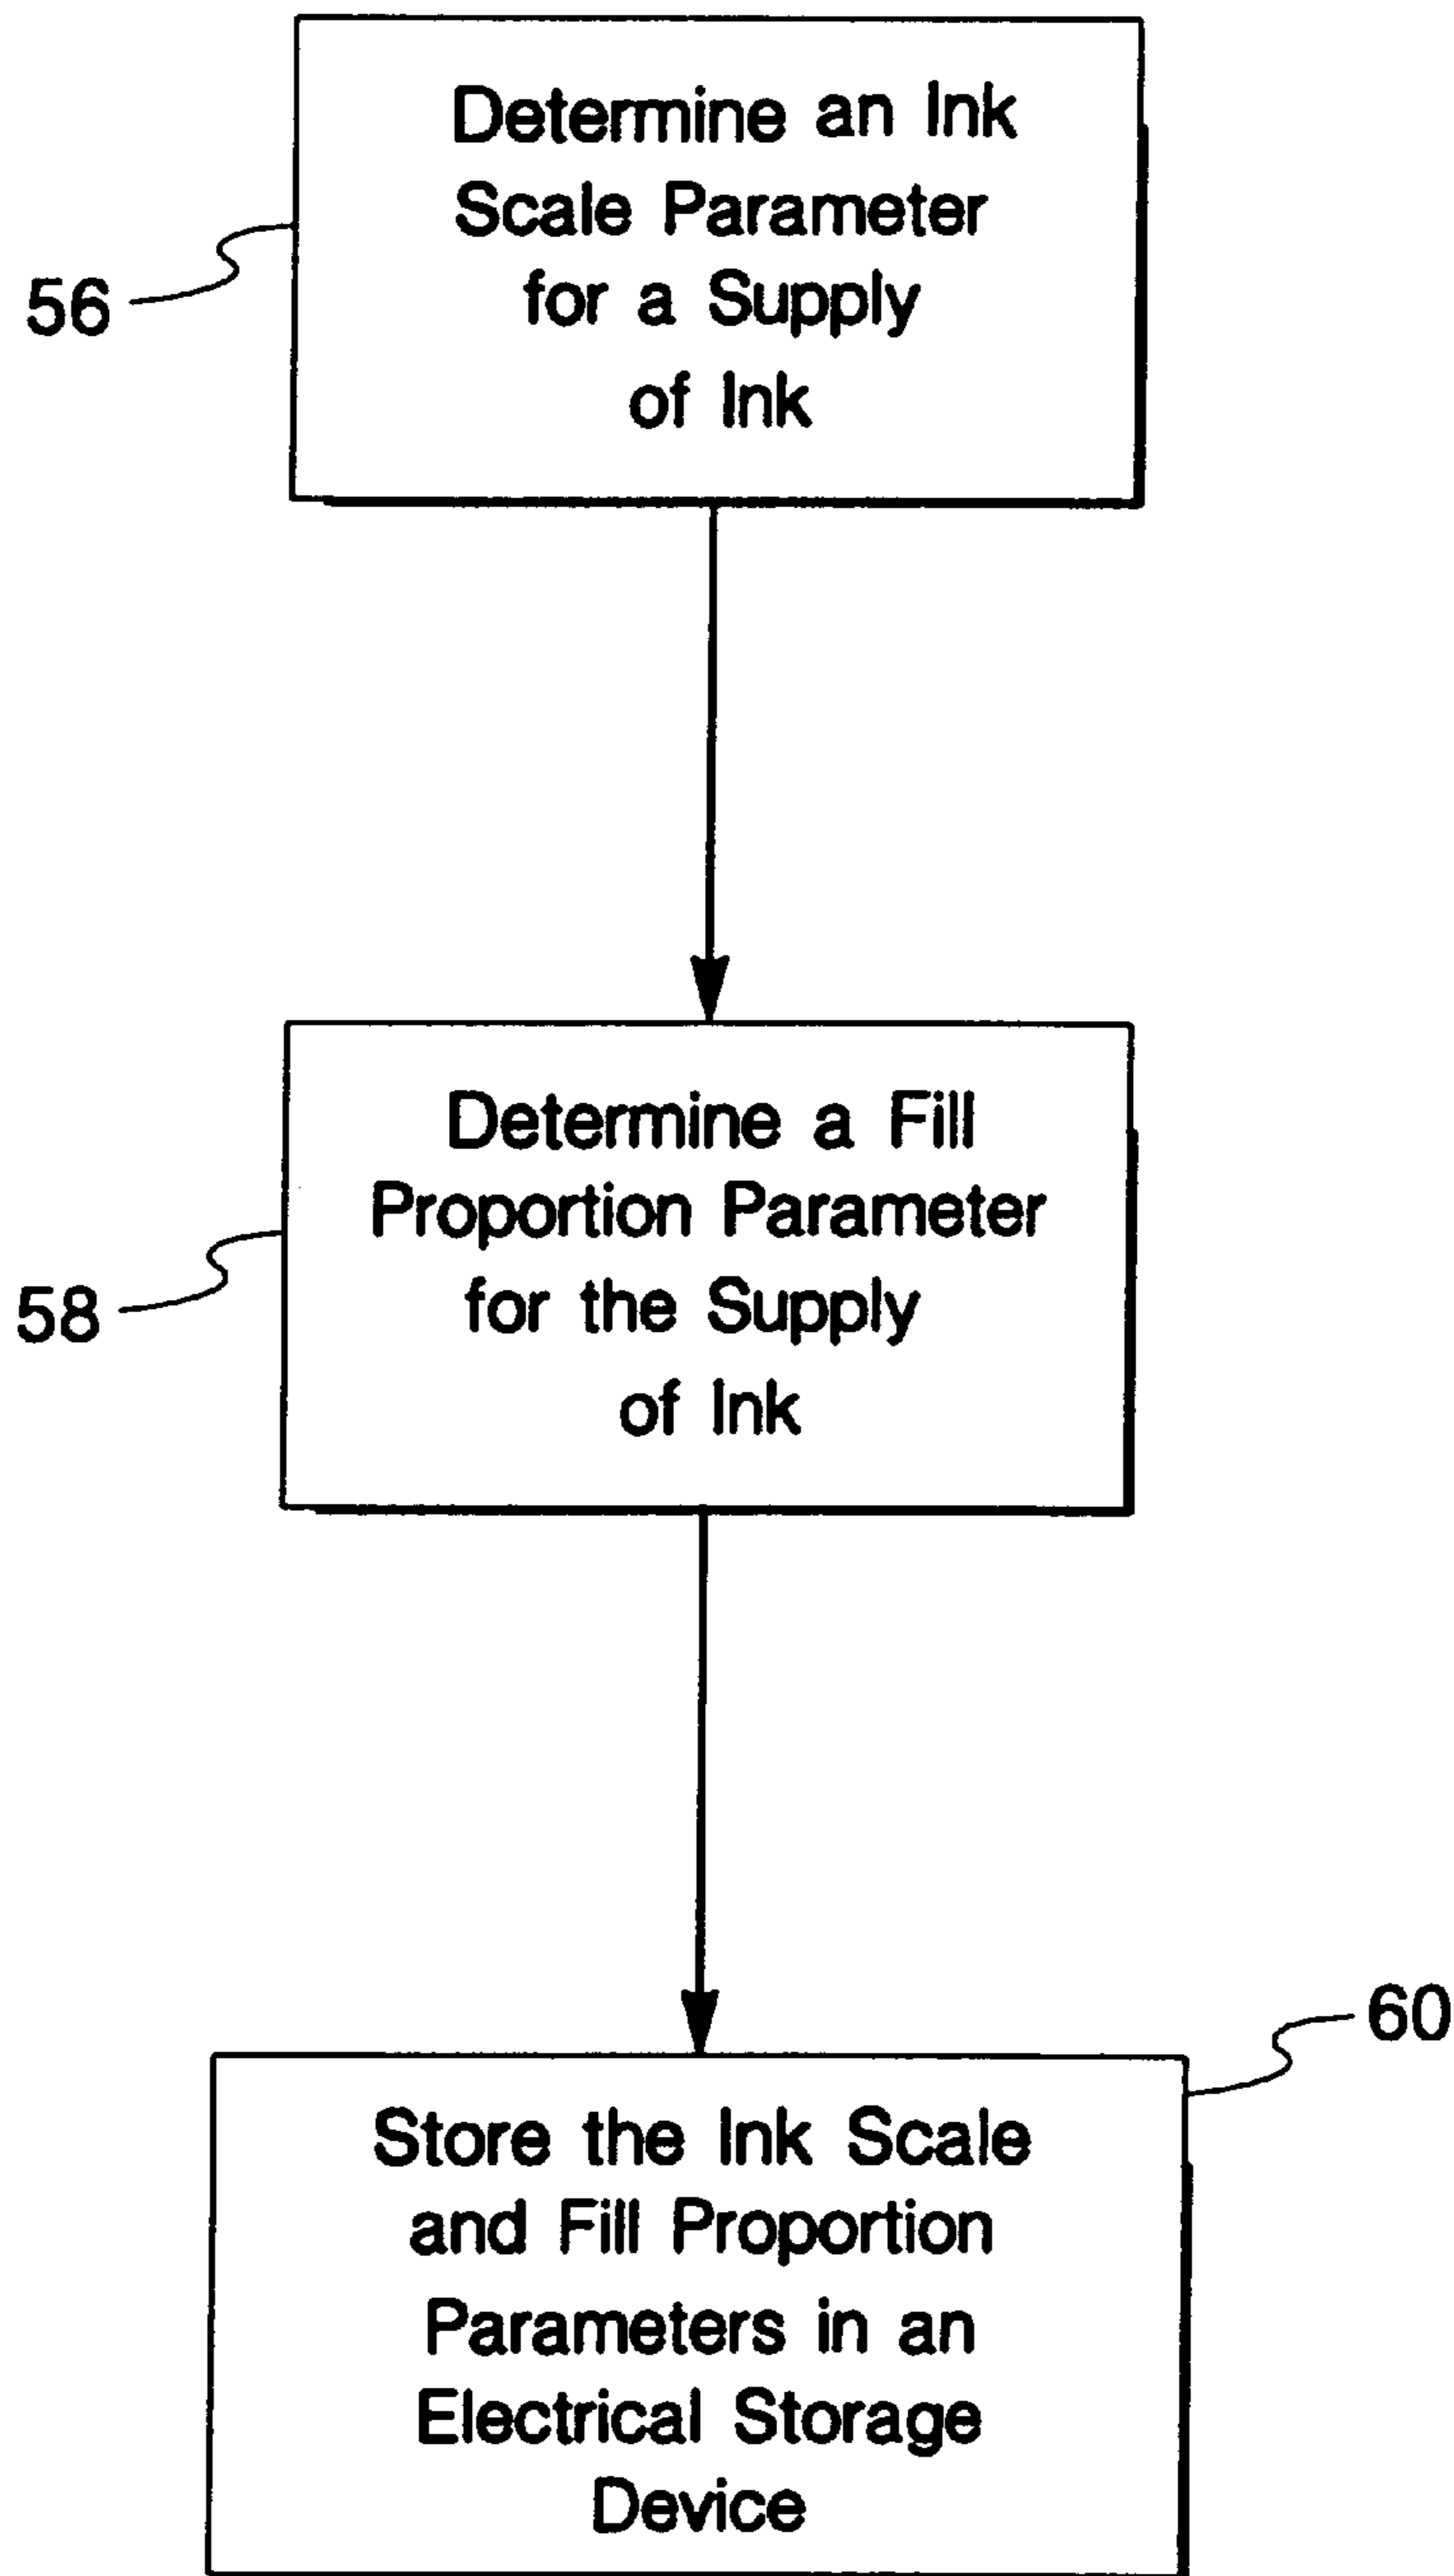 Determine an Ink
Scale Parameter
for a Supply
of Ink
56
Determine a Fill
Proportion Parameter
for the Supply
of Ink
58
60
Store the Ink Scale
and Fill Proportion
Parameters in an
Electrical Storage
Device